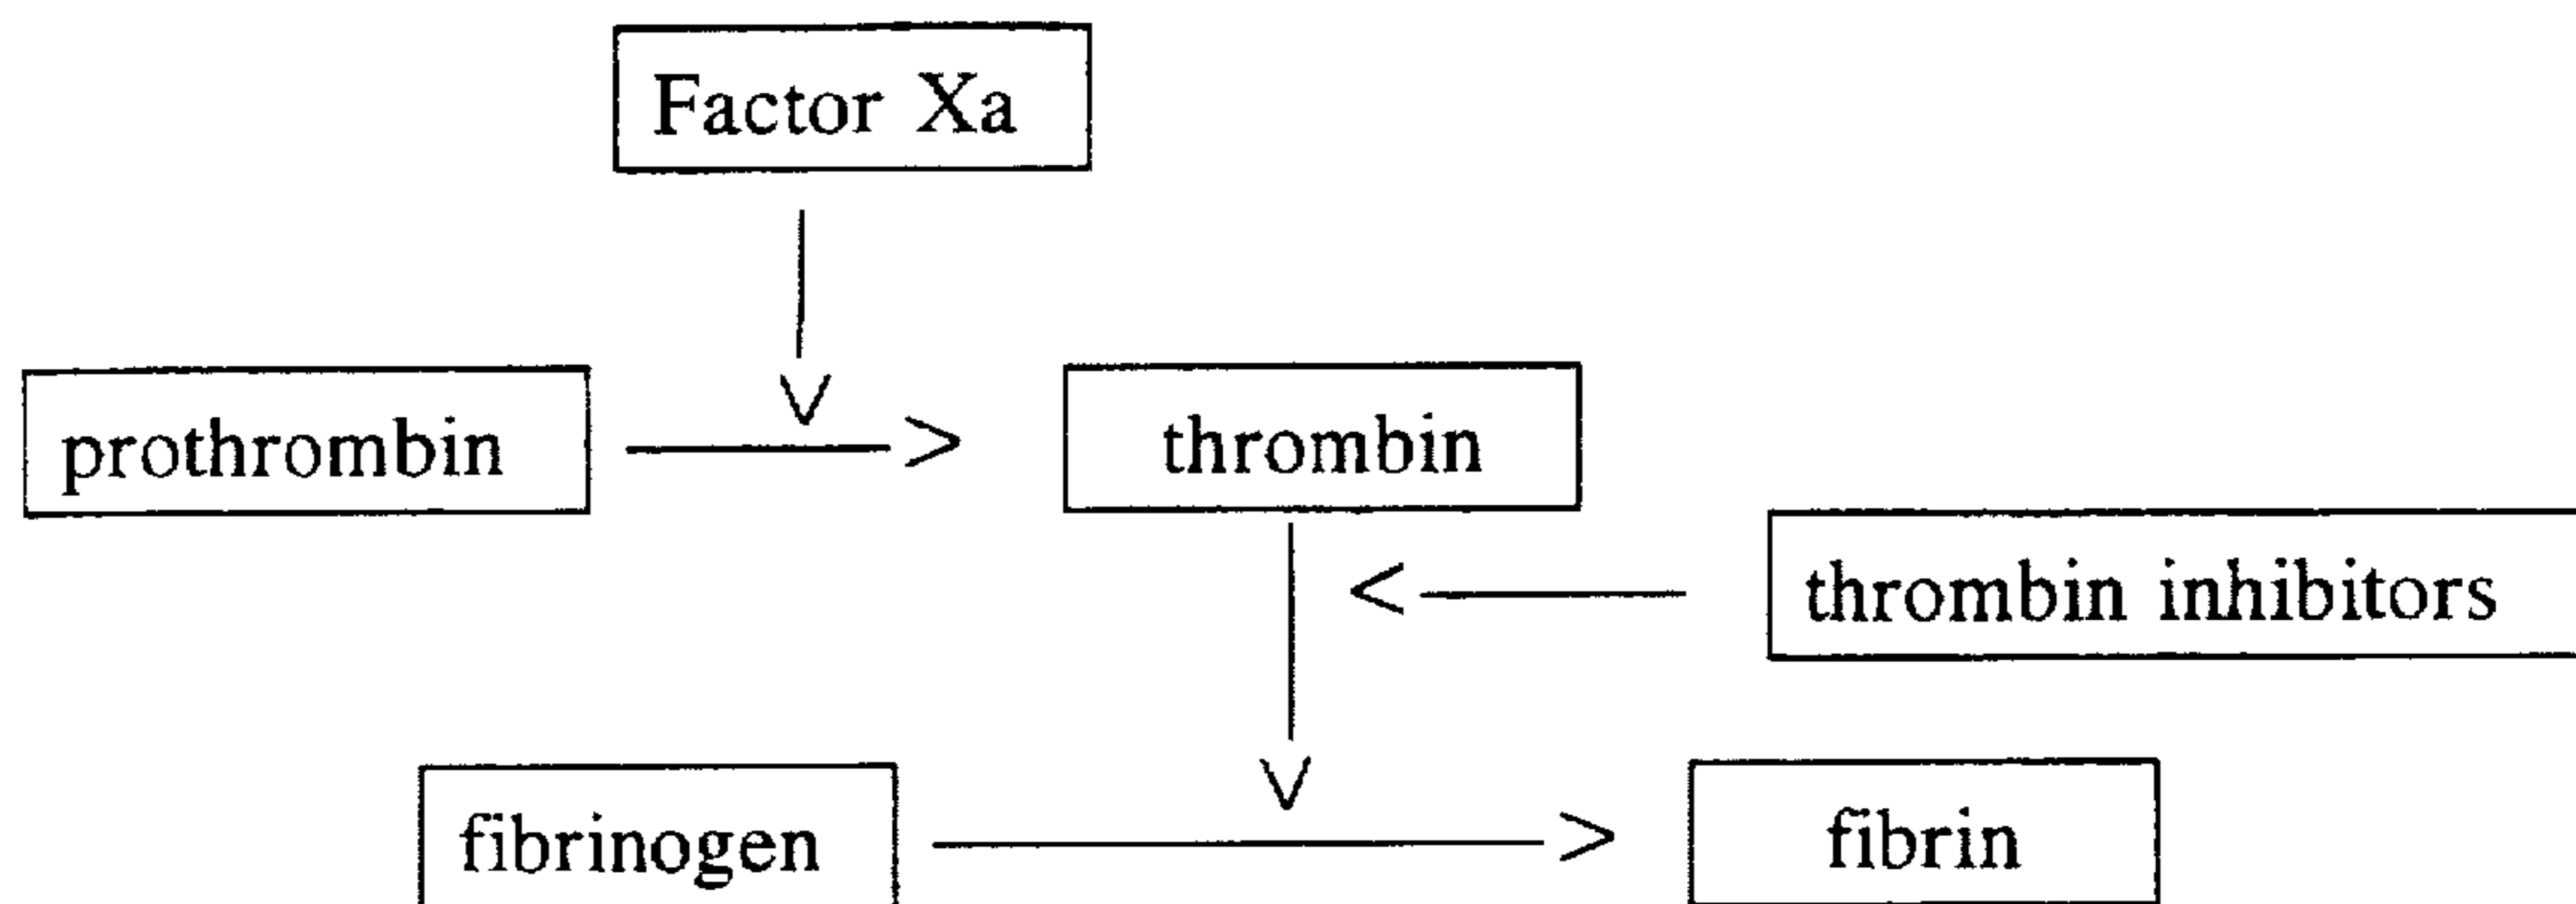 Factor Xa
prothrombin
thrombin
thrombin inhibitors
fibrinogen
fibrin